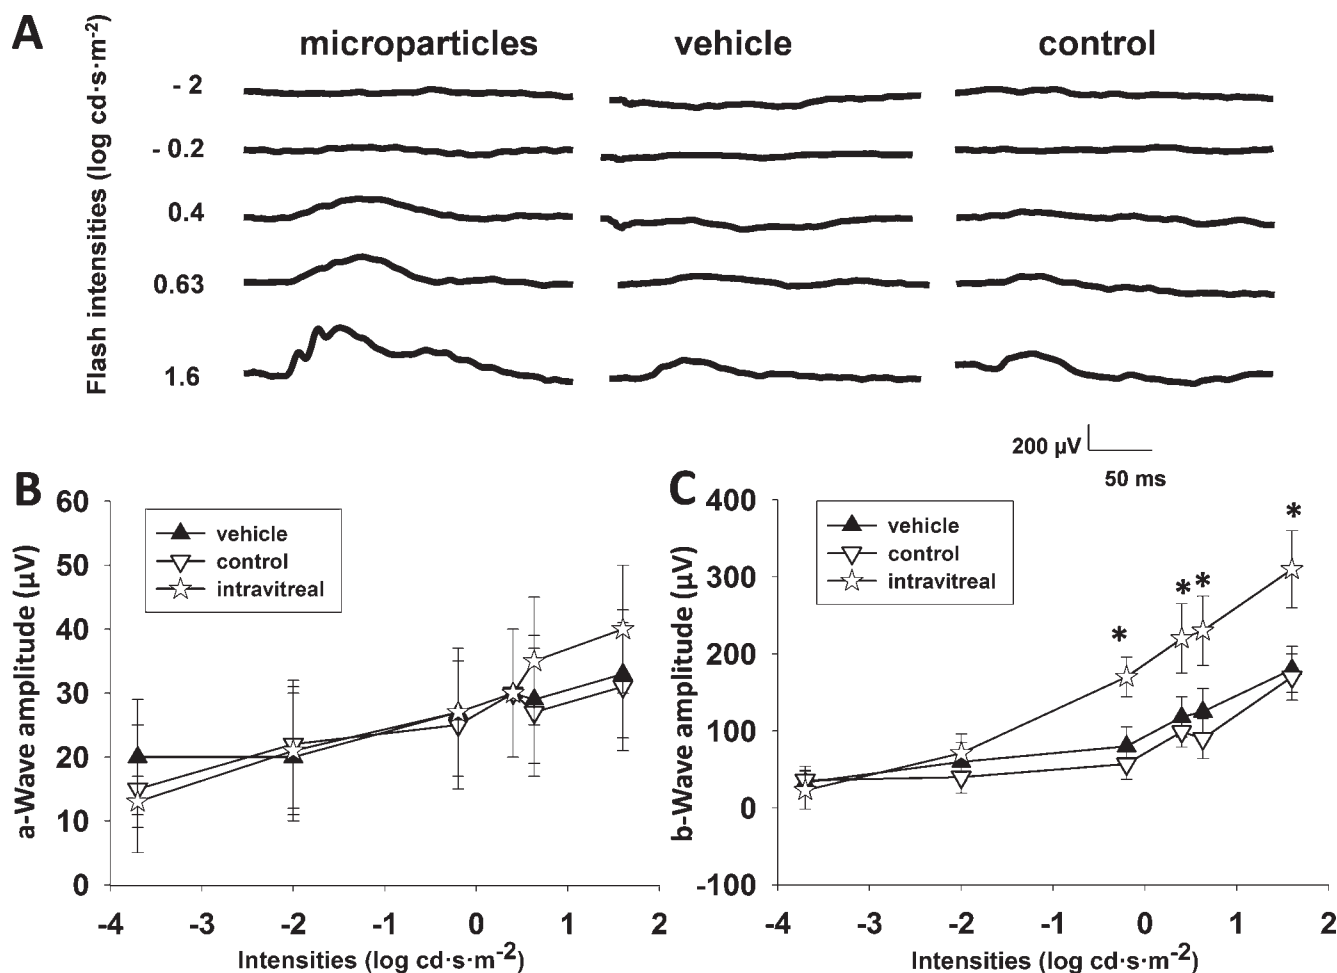 A
microparticles vehicle control
Flash intensities (log cd·s·m-2)
- 2
- 0.2
0.4
0.63
1.6
200 µV
50 ms
B
a-Wave amplitude (µV)
60
50
40
30
20
10
0
vehicle
control
intravitreal
-4 -3 -2 -1 0 1 2
Intensities (log cd·s·m-2)
C
b-Wave amplitude (µV)
400
300
200
100
0
-100
vehicle
control
intravitreal
*
* *
*
-4 -3 -2 -1 0 1 2
Intensities (log cd·s·m-2)